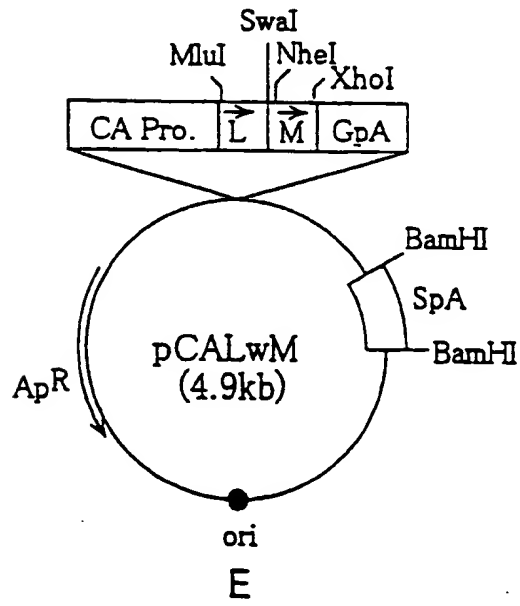 SwaI
MluI
NheI
XhoI
CA Pro.
L
M
GpA
BamHI
SpA
BamHI
pCALwM
(4.9kb)
ApR
ori
E